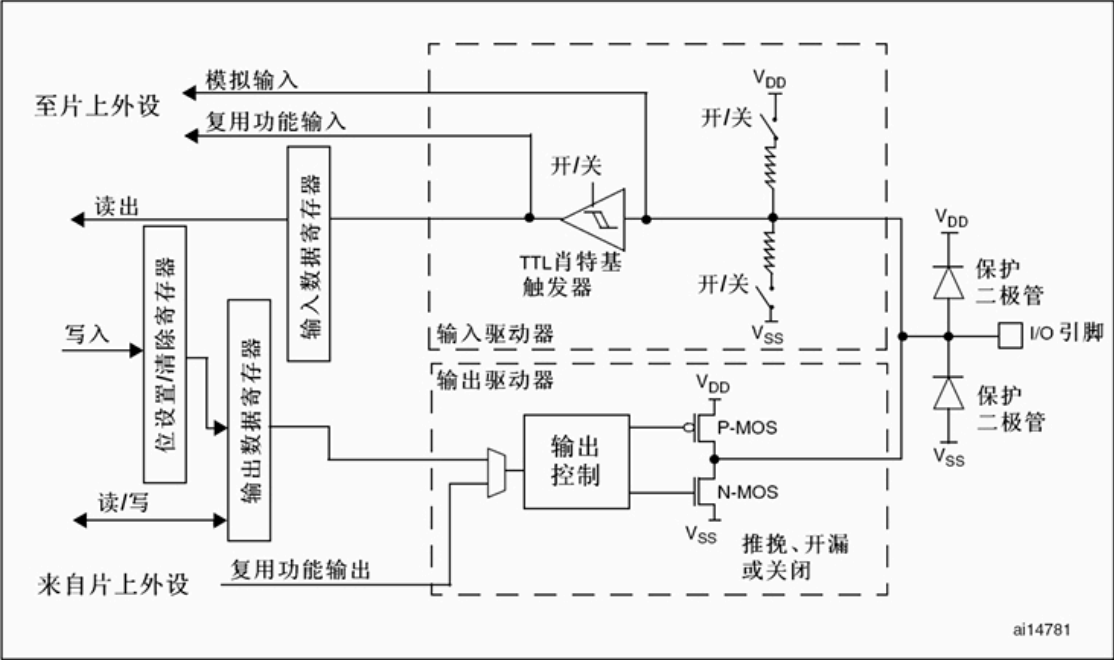 模拟输入
至片上外设
复用功能输入
读出
输入数据寄存器
位设置/清除寄存器
写入
输出数据寄存器
读/写
来自片上外设
复用功能输出
V_DD
开/关
开/关
TTL肖特基
触发器
开/关
V_SS
输入驱动器
输出驱动器
V_DD
P-MOS
输出
控制
N-MOS
V_SS
推挽、开漏
或关闭
V_DD
保护
二极管
I/O 引脚
保护
二极管
V_SS
ai14781